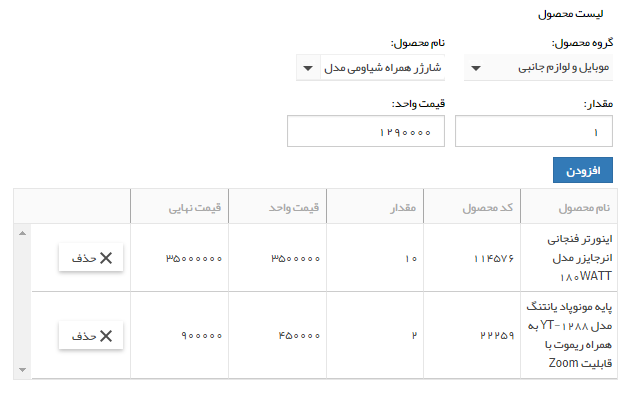 لیست محصول
گروه محصول: نام محصول:
موبایل و لوازم جانبی شارژر همراه شیاومی مدل
مقدار: قیمت واحد:
۱ ۱۲۹۰۰۰۰
افزودن
نام محصول کد محصول مقدار قیمت واحد قیمت نهایی
اینورتر فنجانی
انرجایزر مدل
۱۸۰WATT
۱۱۴۵۷۶ ۱۰ ۳۵۰۰۰۰۰ ۳۵۰۰۰۰۰۰ حذف
پایه مونوپاد یانتنگ
مدل YT-۱۲۸۸ به
همراه ریموت با
قابلیت Zoom
۲۲۲۵۹ ۲ ۴۵۰۰۰۰ ۹۰۰۰۰۰ حذف